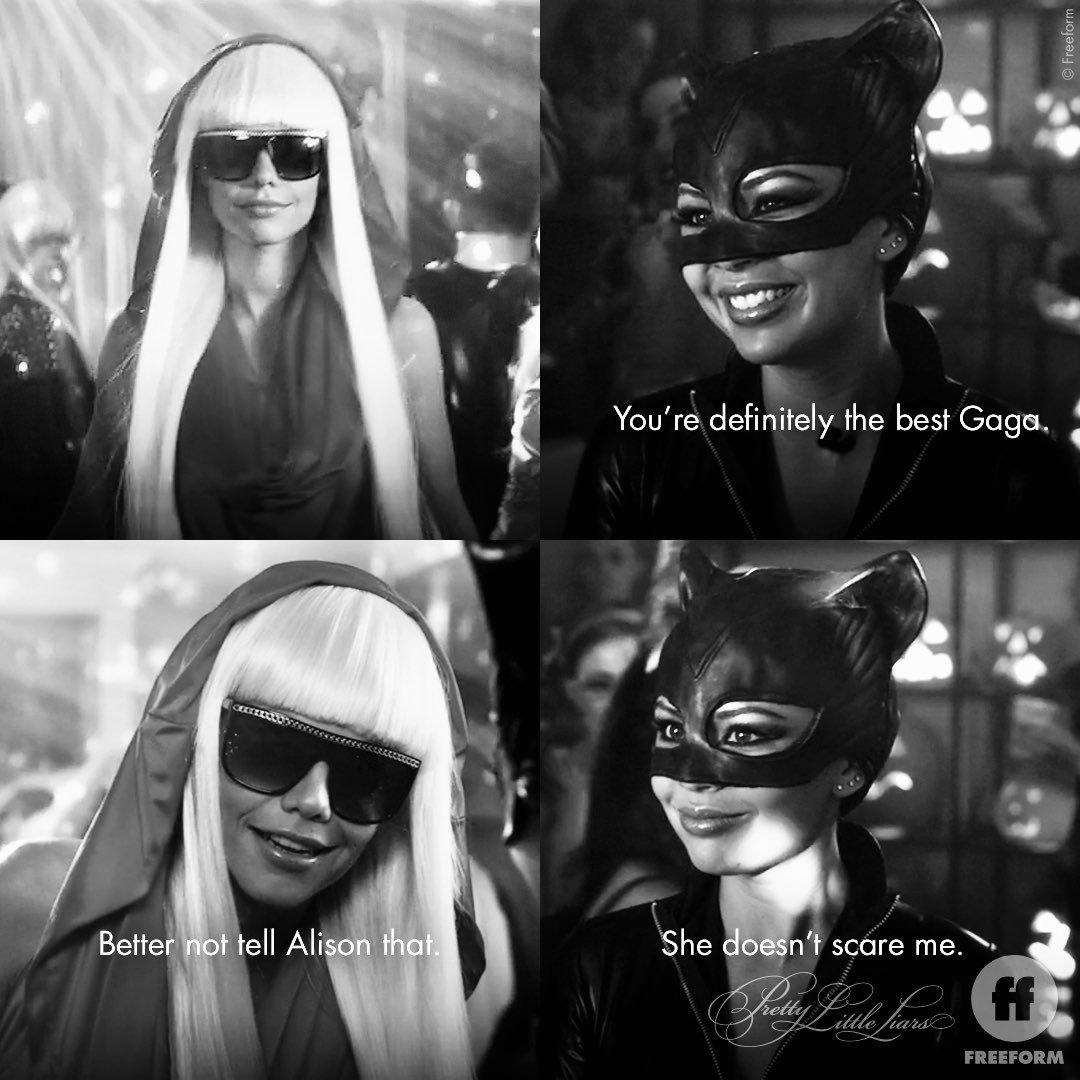 © Freeform
You're definitely the best Gaga.
Better not tell Alison that.
She doesn't scare me.
Pretty Little Liars
ff
FREEFORM